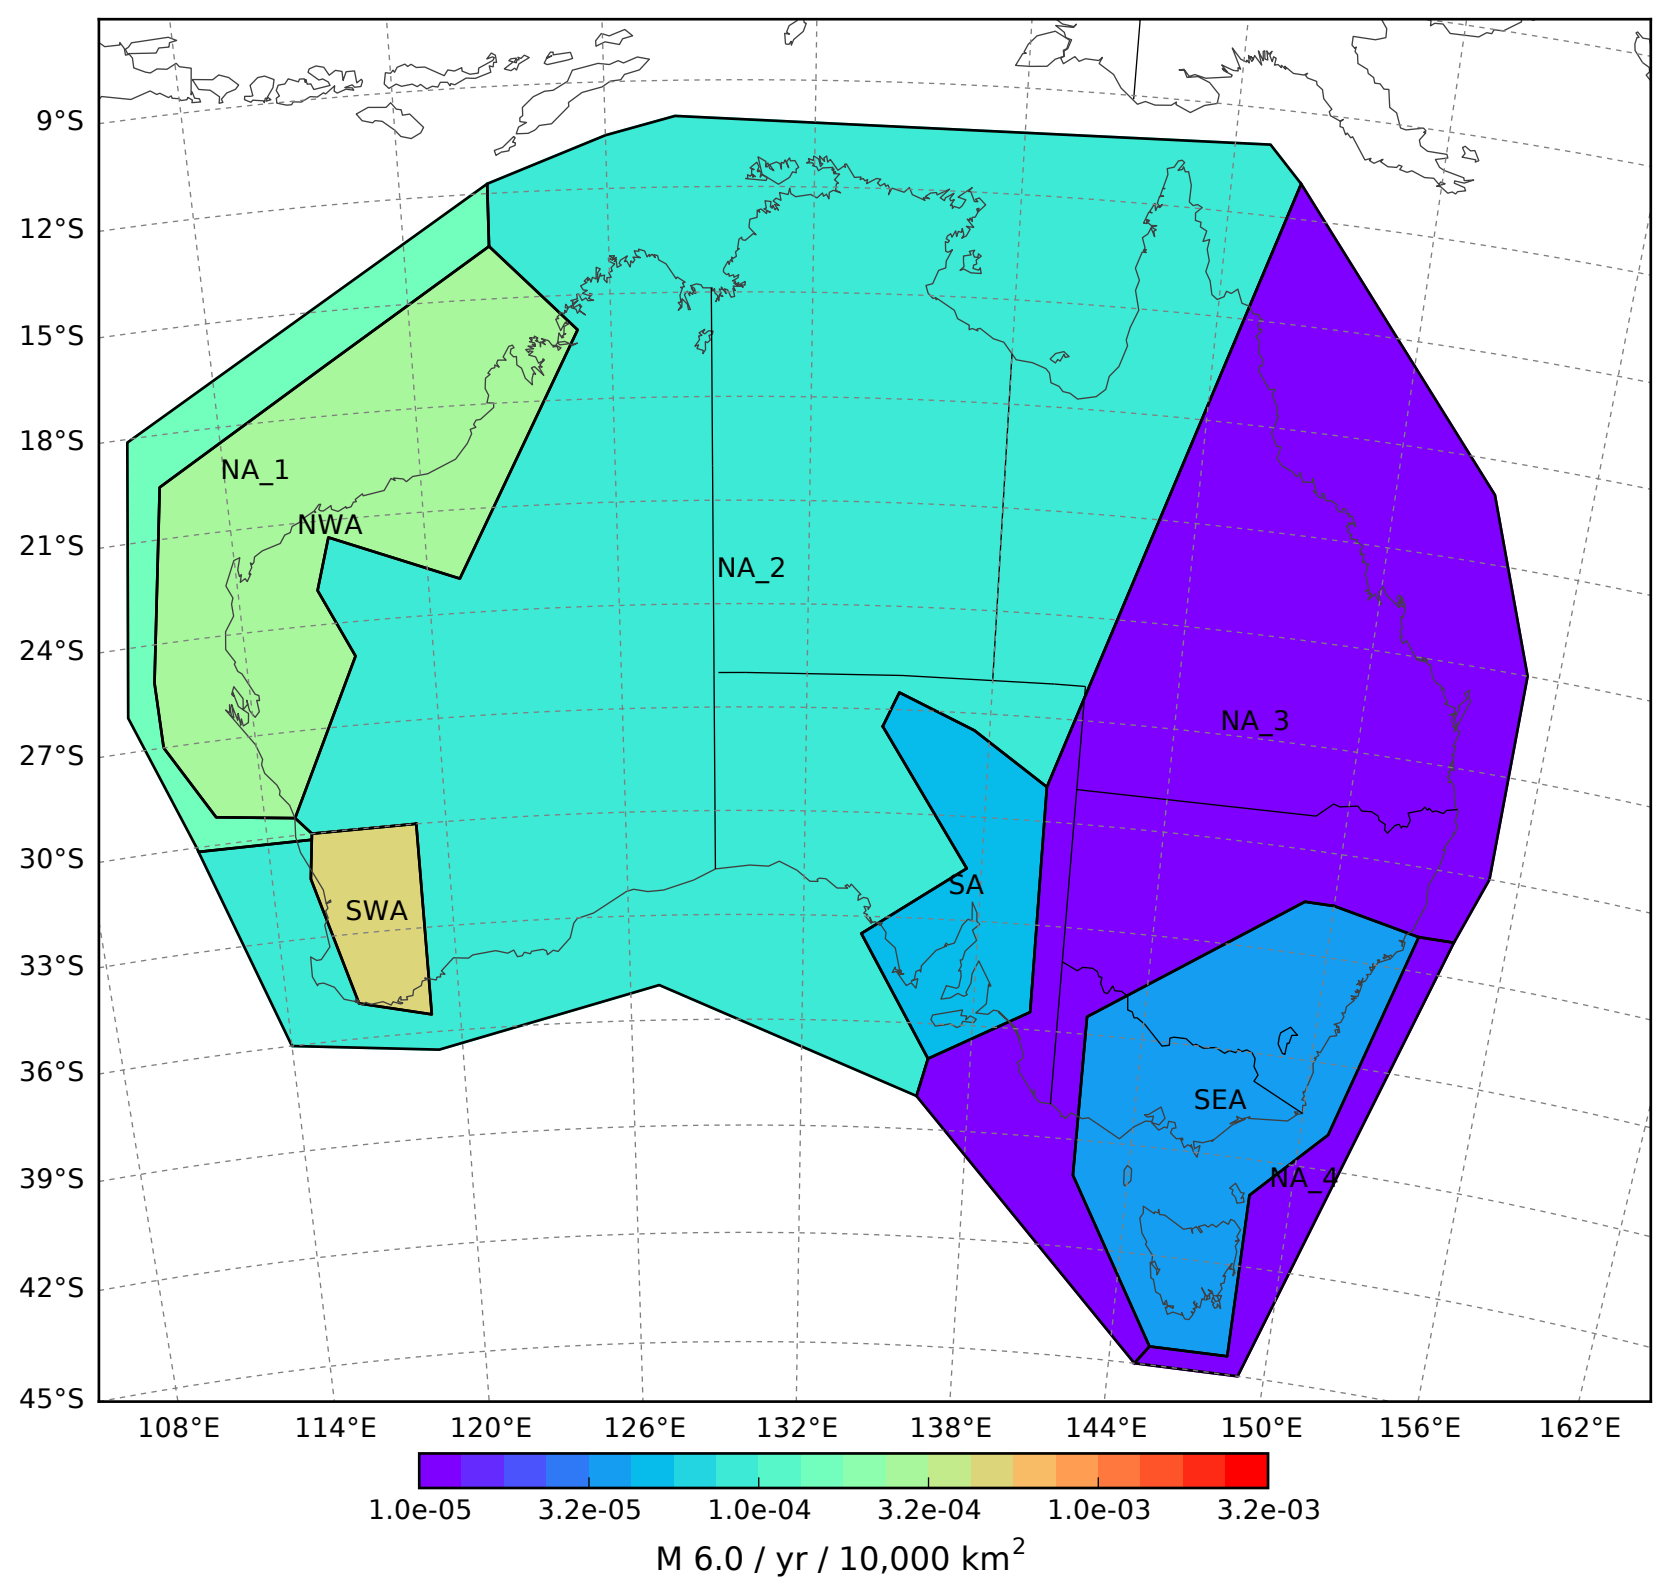 9°S
12°S
15°S
18°S
NA_1
NWA
21°S
NA_2
24°S
NA_3
27°S
30°S
SA
SWA
33°S
36°S
SEA
NA_4
39°S
42°S
45°S
108°E 114°E 120°E 126°E 132°E 138°E 144°E 150°E 156°E 162°E
1.0e-05 3.2e-05 1.0e-04 3.2e-04 1.0e-03 3.2e-03
M 6.0 / yr / 10,000 km²